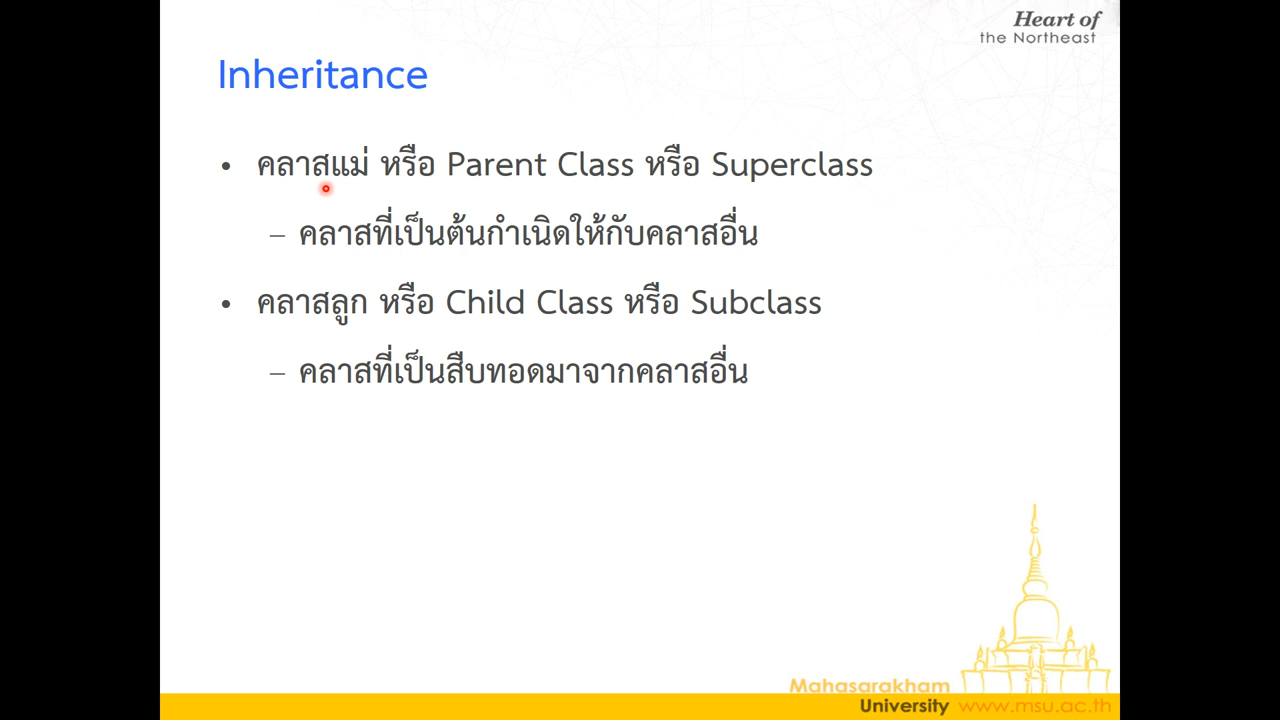 Heart of
the Northeast
Inheritance
• คลาสแม่ หรือ Parent Class หรือ Superclass
– คลาสที่เป็นต้นกำเนิดให้กับคลาสอื่น
• คลาสลูก หรือ Child Class หรือ Subclass
– คลาสที่เป็นสืบทอดมาจากคลาสอื่น
Mahasarakham
University www.msu.ac.th